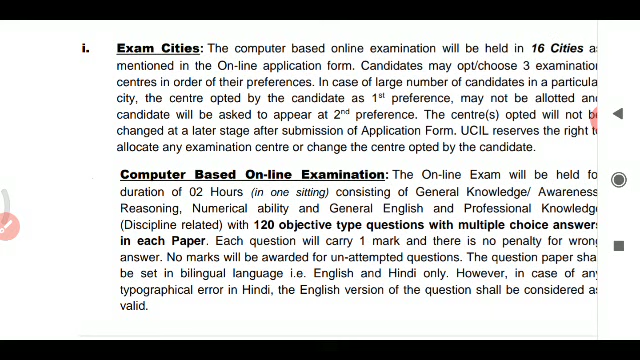 i. Exam Cities: The computer based online examination will be held in 16 Cities a
mentioned in the On-line application form. Candidates may opt/choose 3 examination
centres in order of their preferences. In case of large number of candidates in a particula
city, the centre opted by the candidate as 1st preference, may not be allotted an
candidate will be asked to appear at 2nd preference. The centre(s) opted will not b
changed at a later stage after submission of Application Form. UCIL reserves the right t
allocate any examination centre or change the centre opted by the candidate.
Computer Based On-line Examination: The On-line Exam will be held fo
duration of 02 Hours (in one sitting) consisting of General Knowledge/ Awareness
Reasoning, Numerical ability and General English and Professional Knowledg
(Discipline related) with 120 objective type questions with multiple choice answer
in each Paper. Each question will carry 1 mark and there is no penalty for wron
answer. No marks will be awarded for un-attempted questions. The question paper sha
be set in bilingual language i.e. English and Hindi only. However, in case of an
typographical error in Hindi, the English version of the question shall be considered a
valid.